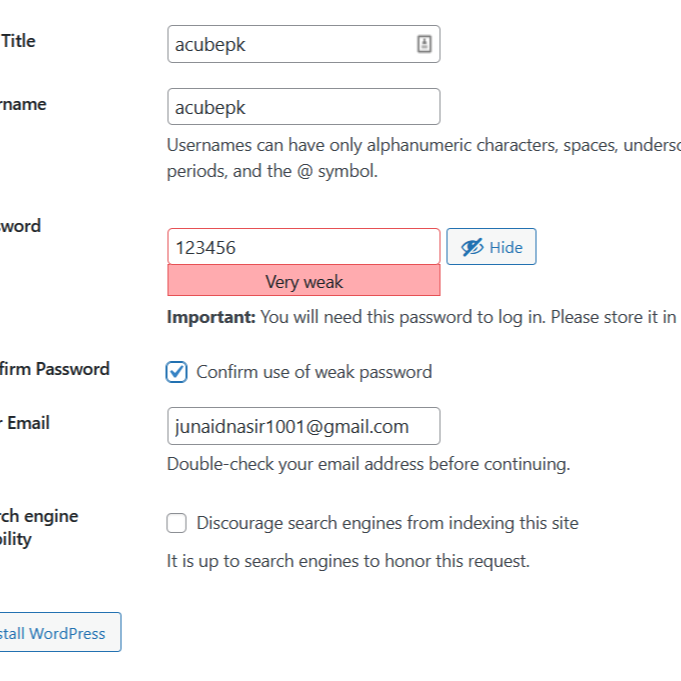 Title
acubepk
rname
acubepk
Usernames can have only alphanumeric characters, spaces, undersc
periods, and the @ symbol.
word
123456
Hide
Very weak
Important: You will need this password to log in. Please store it in
firm Password
Confirm use of weak password
r Email
junaidnasir1001@gmail.com
Double-check your email address before continuing.
rch engine
bility
Discourage search engines from indexing this site
It is up to search engines to honor this request.
stall WordPress